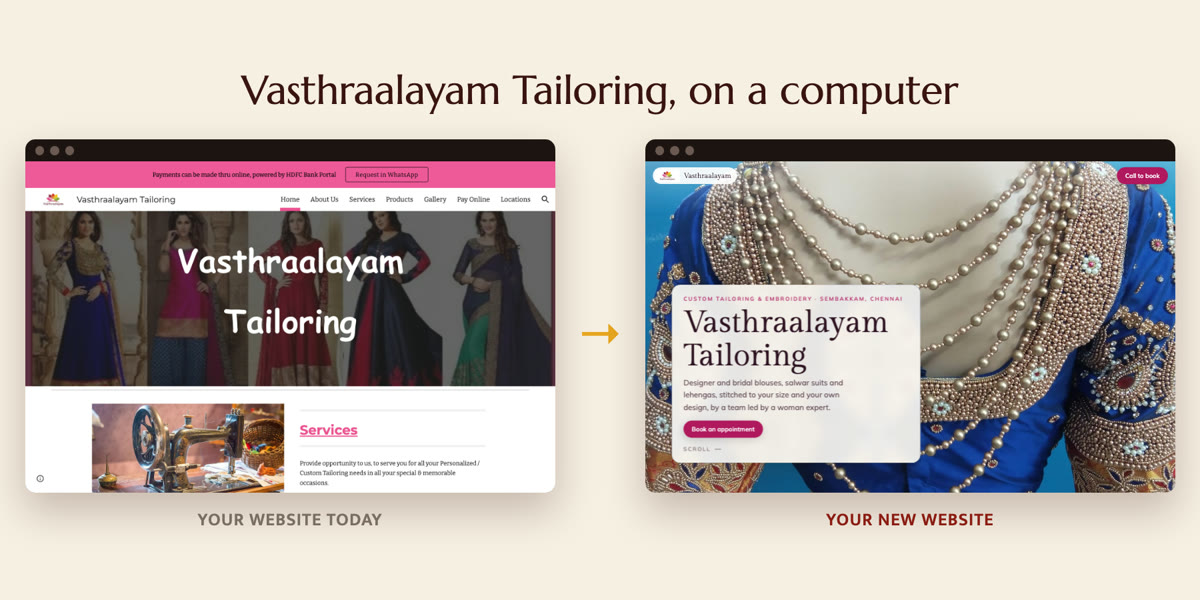 Vasthraalayam Tailoring, on a computer
Payments can be made thru online, powered by HDFC Bank Portal
Request in WhatsApp
Vasthraalayam Tailoring
Home
About Us
Services
Products
Gallery
Pay Online
Locations
Vasthraalayam
Tailoring
Services
Provide opportunity to us, to serve you for all your Personalized /
Custom Tailoring needs in all your special & memorable
occasions.
YOUR WEBSITE TODAY
Vasthraalayam
Call to book
CUSTOM TAILORING & EMBROIDERY · SEMBAKKAM, CHENNAI
Vasthraalayam
Tailoring
Designer and bridal blouses, salwar suits and
lehengas, stitched to your size and your own
design, by a team led by a woman expert.
Book an appointment
SCROLL —
YOUR NEW WEBSITE